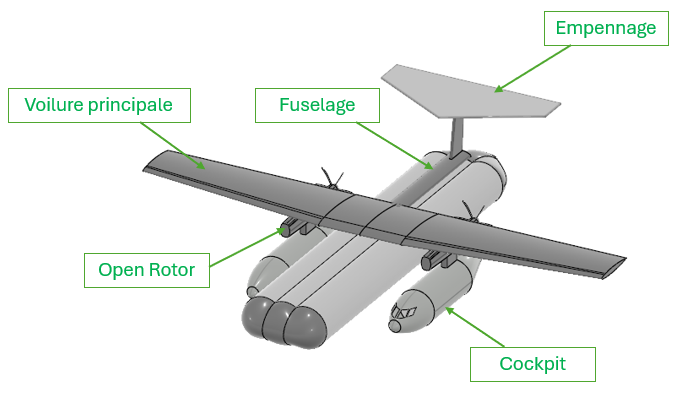 Empennage
Voilure principale
Fuselage
Open Rotor
Cockpit